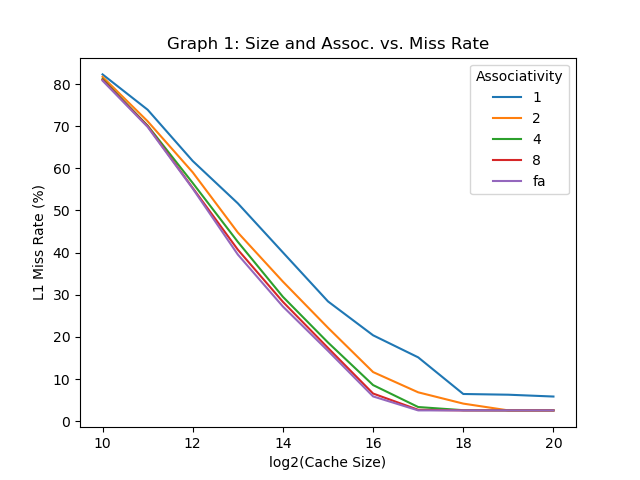 Graph 1: Size and Assoc. vs. Miss Rate
Associativity
1
2
4
8
fa
L1 Miss Rate (%)
80
70
60
50
40
30
20
10
0
10 12 14 16 18 20
log2(Cache Size)